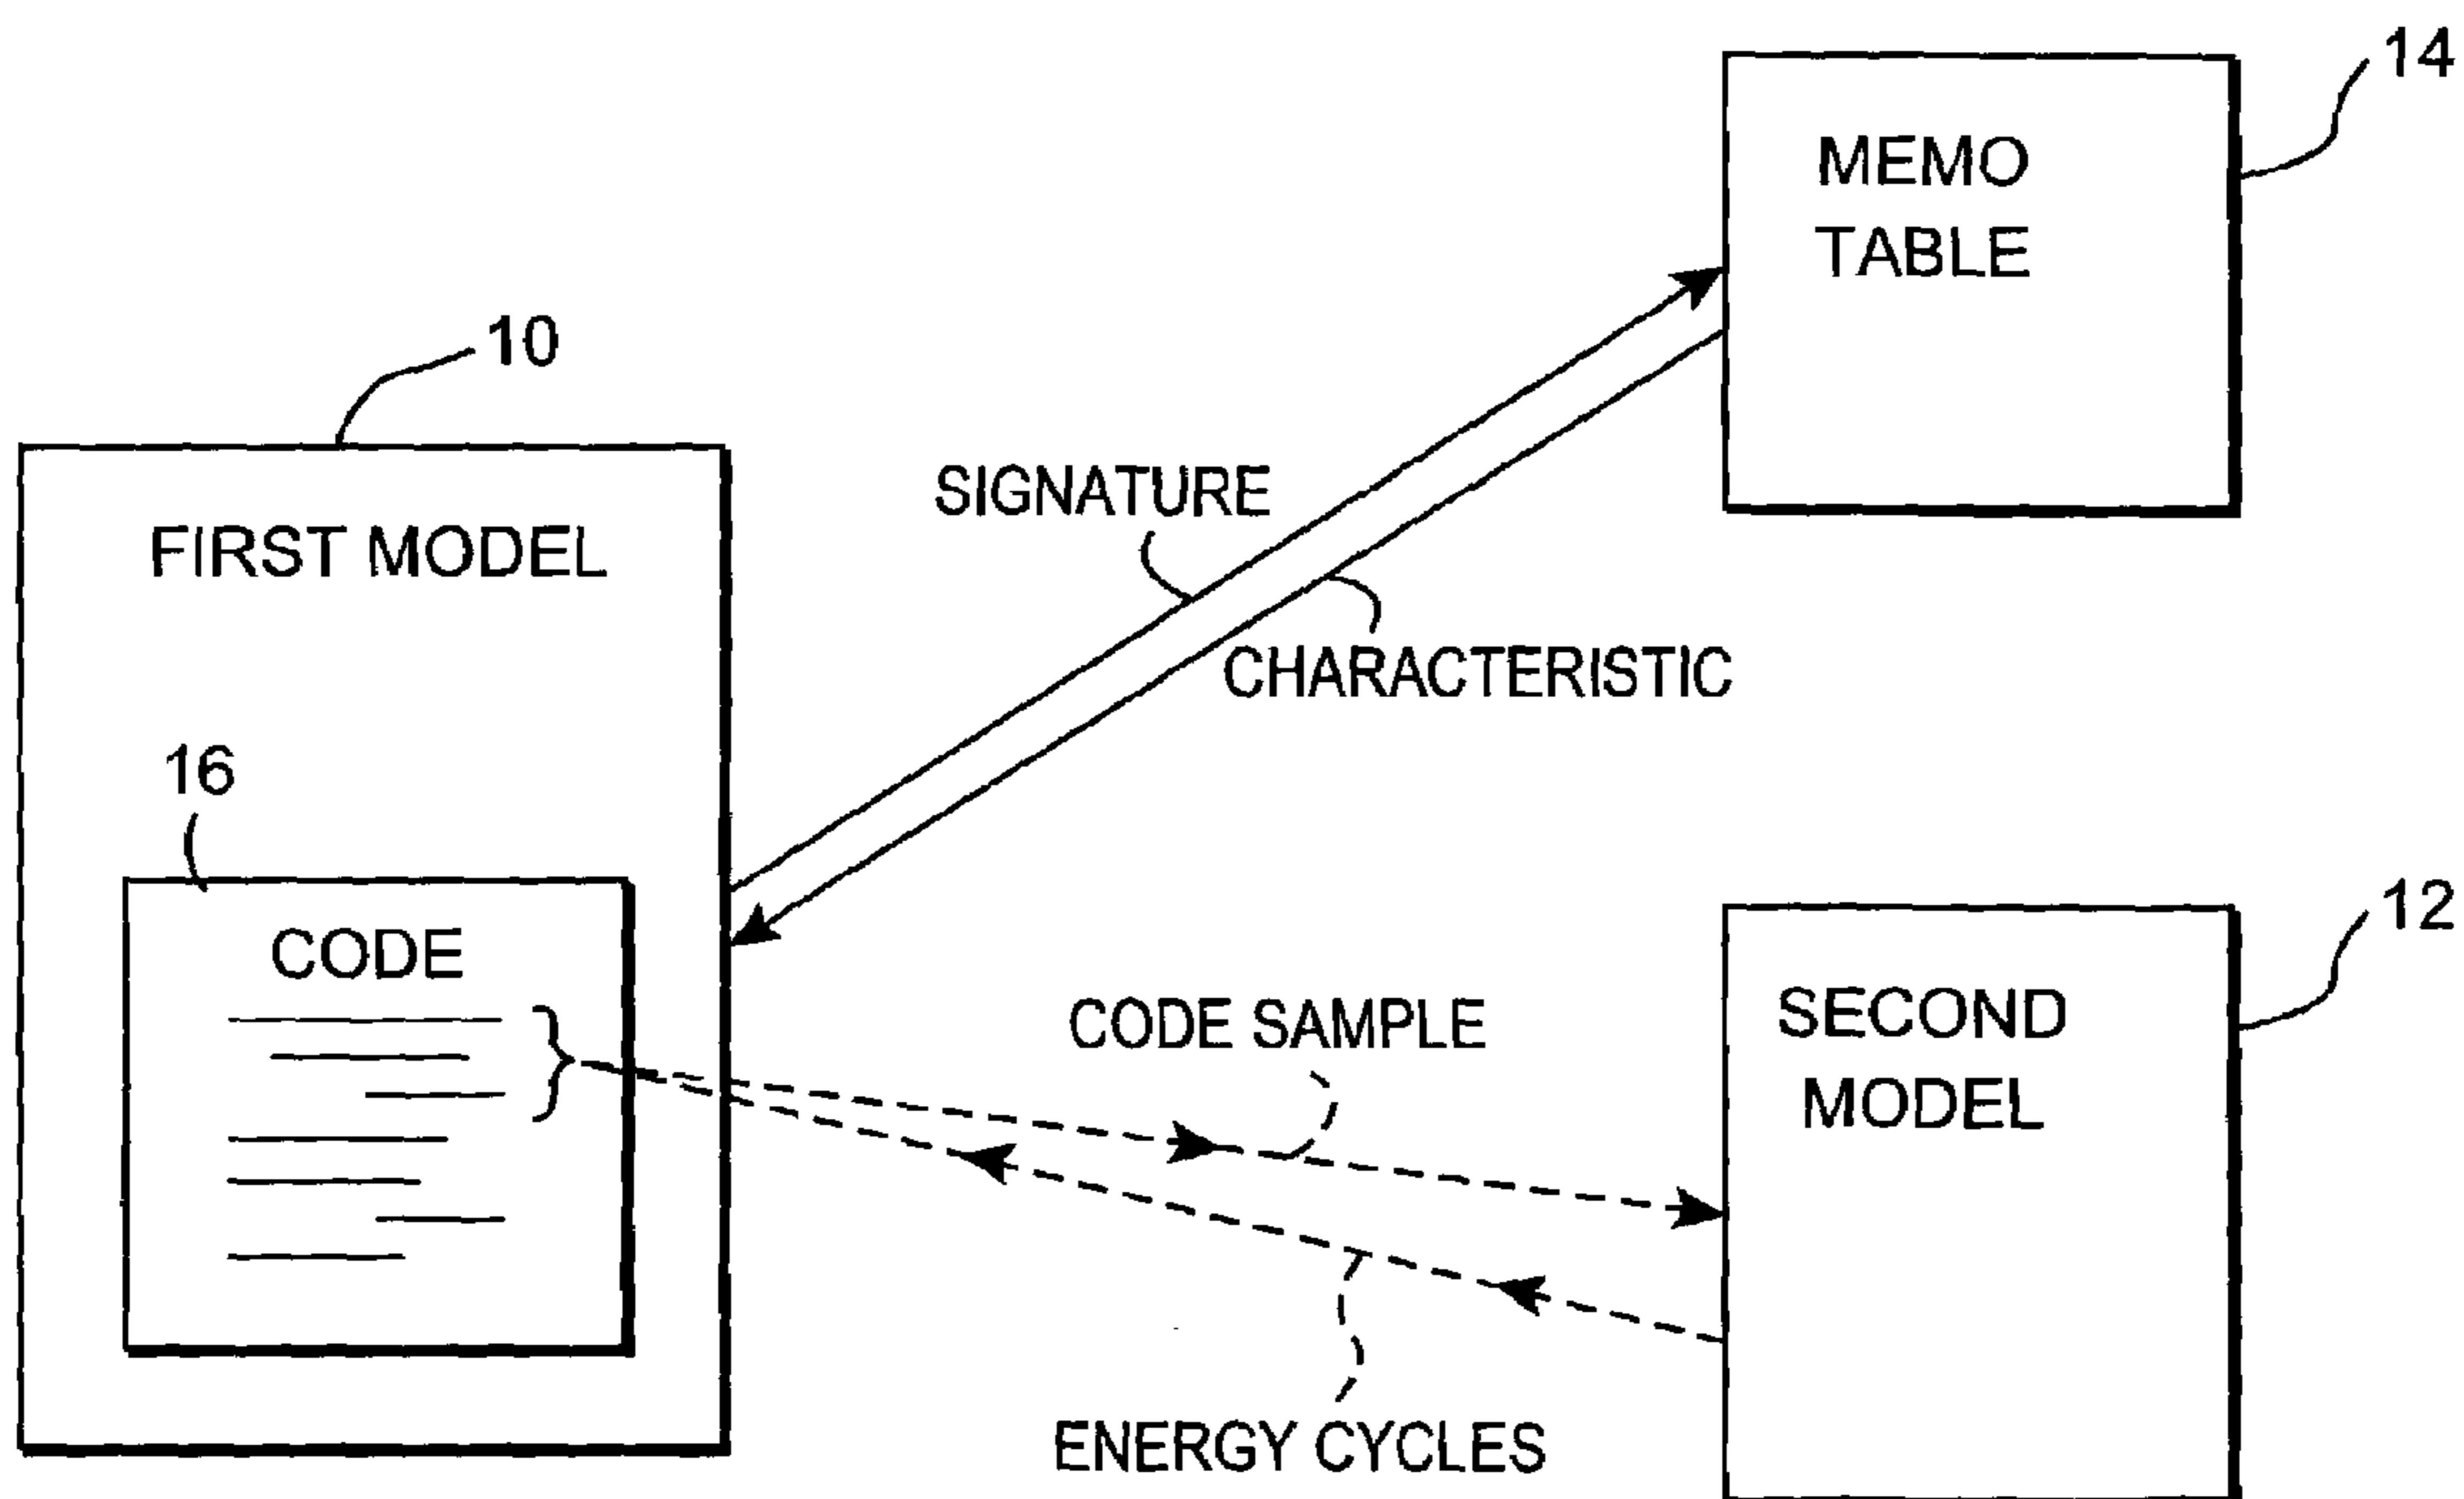 14
MEMO
TABLE
10
FIRST MODEL
SIGNATURE
CHARACTERISTIC
16
CODE
CODE SAMPLE
12
SECOND
MODEL
ENERGY CYCLES